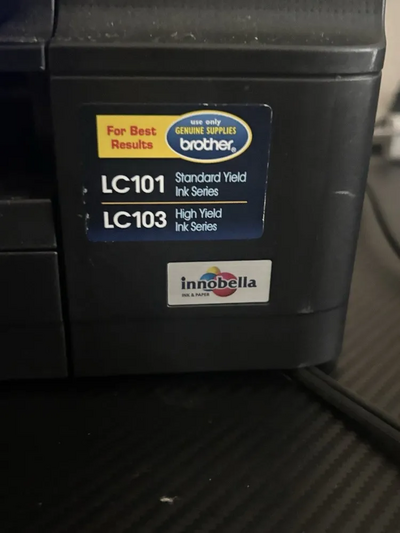 For Best
Results
use only
GENUINE SUPPLIES
brother®
LC101 Standard Yield
Ink Series
LC103 High Yield
Ink Series
innobella
INK & PAPER